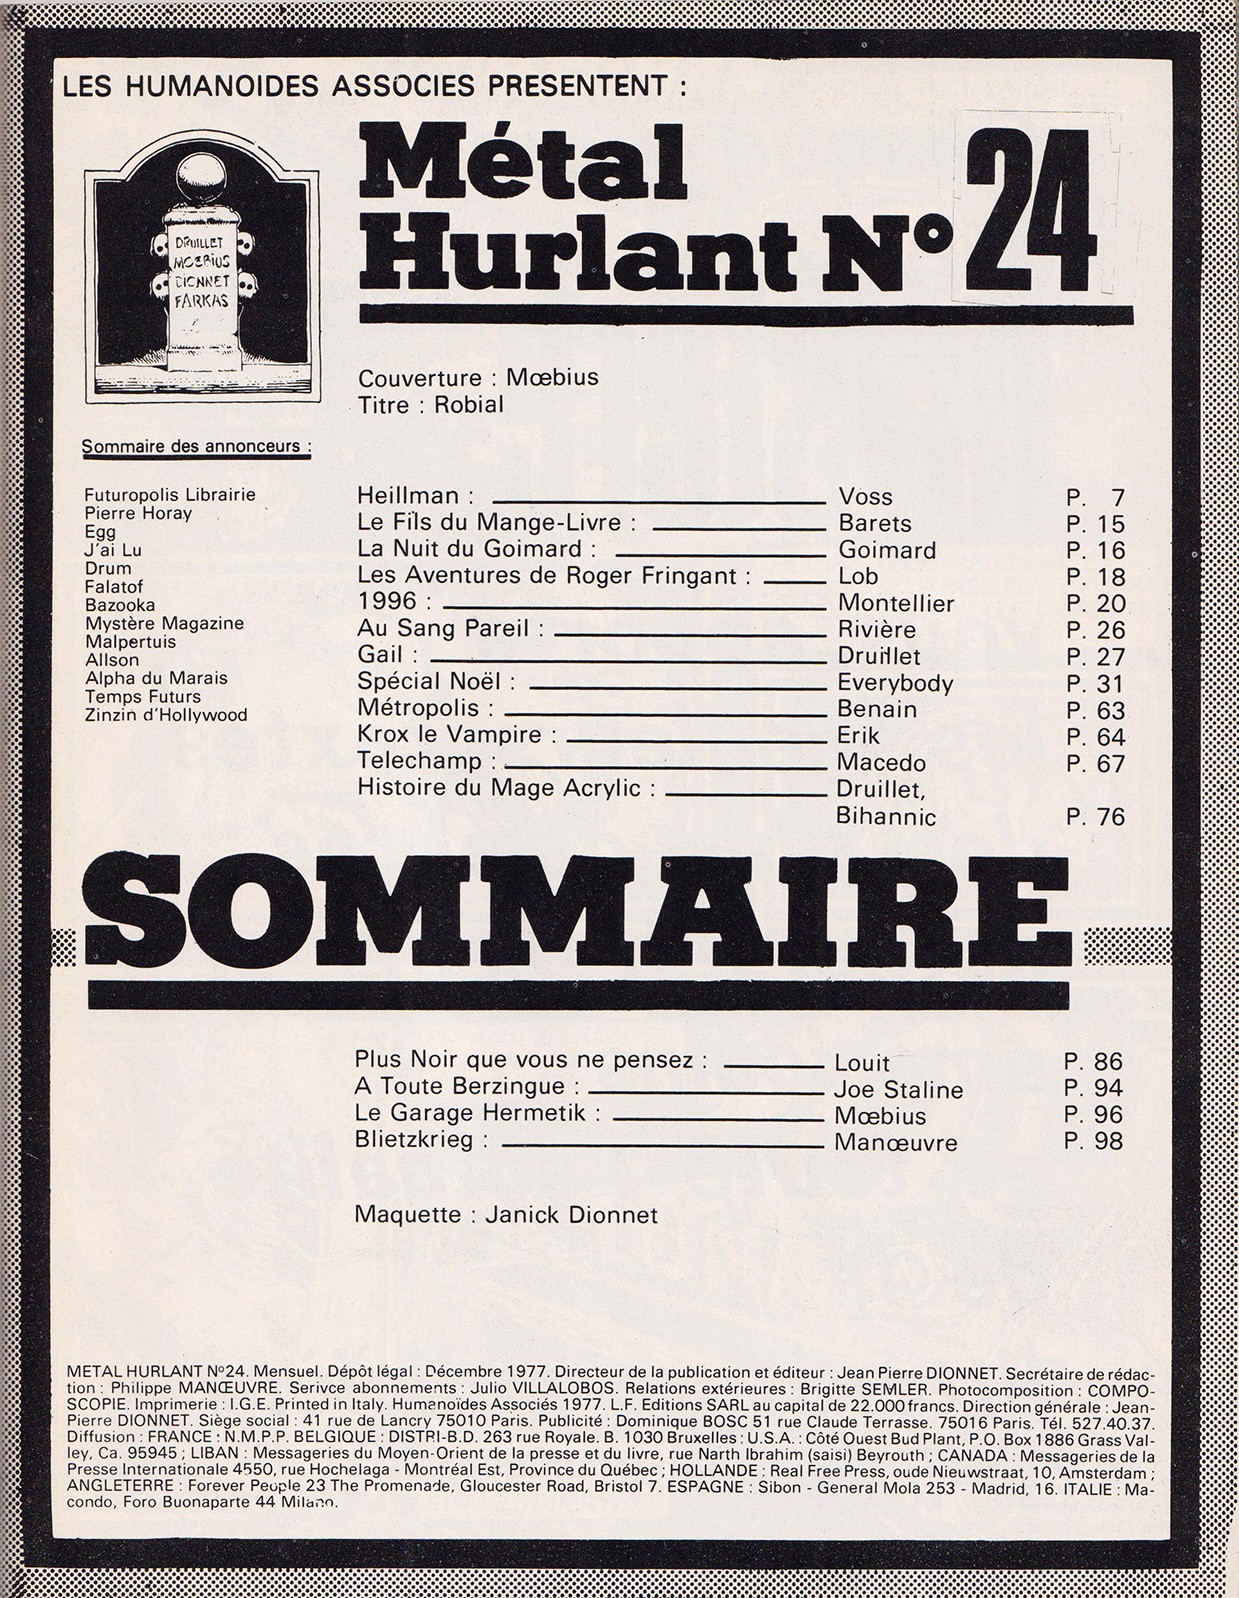 LES HUMANOIDES ASSOCIES PRESENTENT :
Métal
Hurlant Nº 24
DRUILLET
MŒBIUS
DIONNET
FARKAS
Couverture : Mœbius
Titre : Robial
Sommaire des annonceurs :
Futuropolis Librairie
Pierre Horay
Egg
J'ai Lu
Drum
Falatof
Bazooka
Mystère Magazine
Malpertuis
Allson
Alpha du Marais
Temps Futurs
Zinzin d'Hollywood
Heillman : Voss P. 7
Le Fils du Mange-Livre : Barets P. 15
La Nuit du Goimard : Goimard P. 16
Les Aventures de Roger Fringant : Lob P. 18
1996 : Montellier P. 20
Au Sang Pareil : Rivière P. 26
Gail : Druillet P. 27
Spécial Noël : Everybody P. 31
Métropolis : Benain P. 63
Krox le Vampire : Erik P. 64
Telechamp : Macedo P. 67
Histoire du Mage Acrylic : Druillet,
Bihannic P. 76
SOMMAIRE
Plus Noir que vous ne pensez : Louit P. 86
A Toute Berzingue : Joe Staline P. 94
Le Garage Hermetik : Mœbius P. 96
Blietzkrieg : Manœuvre P. 98
Maquette : Janick Dionnet
METAL HURLANT Nº24. Mensuel. Dépôt légal : Décembre 1977. Directeur de la publication et éditeur : Jean Pierre DIONNET. Secrétaire de rédac-
tion : Philippe MANŒUVRE. Serivce abonnements : Julio VILLALOBOS. Relations extérieures : Brigitte SEMLER. Photocomposition : COMPO-
SCOPIE. Imprimerie : I.G.E. Printed in Italy. Humanoïdes Associés 1977. L.F. Editions SARL au capital de 22.000 francs. Direction générale : Jean-
Pierre DIONNET. Siège social : 41 rue de Lancry 75010 Paris. Publicité : Dominique BOSC 51 rue Claude Terrasse. 75016 Paris. Tél. 527.40.37.
Diffusion : FRANCE : N.M.P.P. BELGIQUE : DISTRI-B.D. 263 rue Royale. B. 1030 Bruxelles : U.S.A. : Côté Ouest Bud Plant, P.O. Box 1886 Grass Val-
ley, Ca. 95945 ; LIBAN : Messageries du Moyen-Orient de la presse et du livre, rue Narth Ibrahim (saisi) Beyrouth ; CANADA : Messageries de la
Presse Internationale 4550, rue Hochelaga - Montréal Est, Province du Québec ; HOLLANDE : Real Free Press, oude Nieuwstraat, 10, Amsterdam ;
ANGLETERRE : Forever People 23 The Promenade, Gloucester Road, Bristol 7. ESPAGNE : Sibon - General Mola 253 - Madrid, 16. ITALIE : Ma-
condo, Foro Buonaparte 44 Milano.